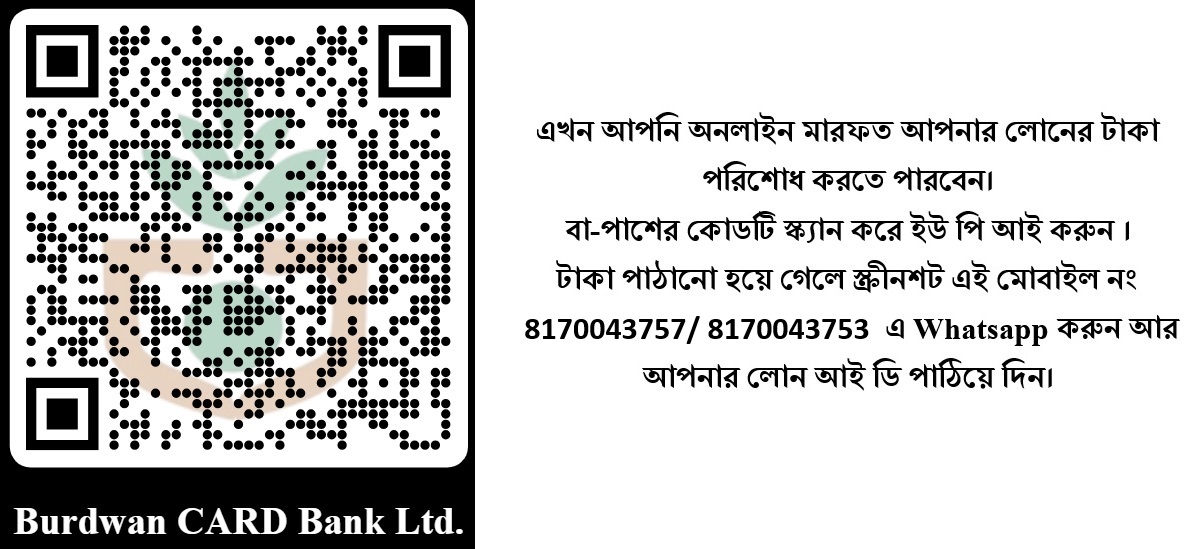 এখন আপনি অনলাইন মারফত আপনার লোনের টাকা
পরিশোধ করতে পারবেন।
বা-পাশের কোডটি স্ক্যান করে ইউ পি আই করুন ।
টাকা পাঠানো হয়ে গেলে স্ক্রীনশট এই মোবাইল নং
8170043757/ 8170043753 এ Whatsapp করুন আর
আপনার লোন আই ডি পাঠিয়ে দিন।
Burdwan CARD Bank Ltd.